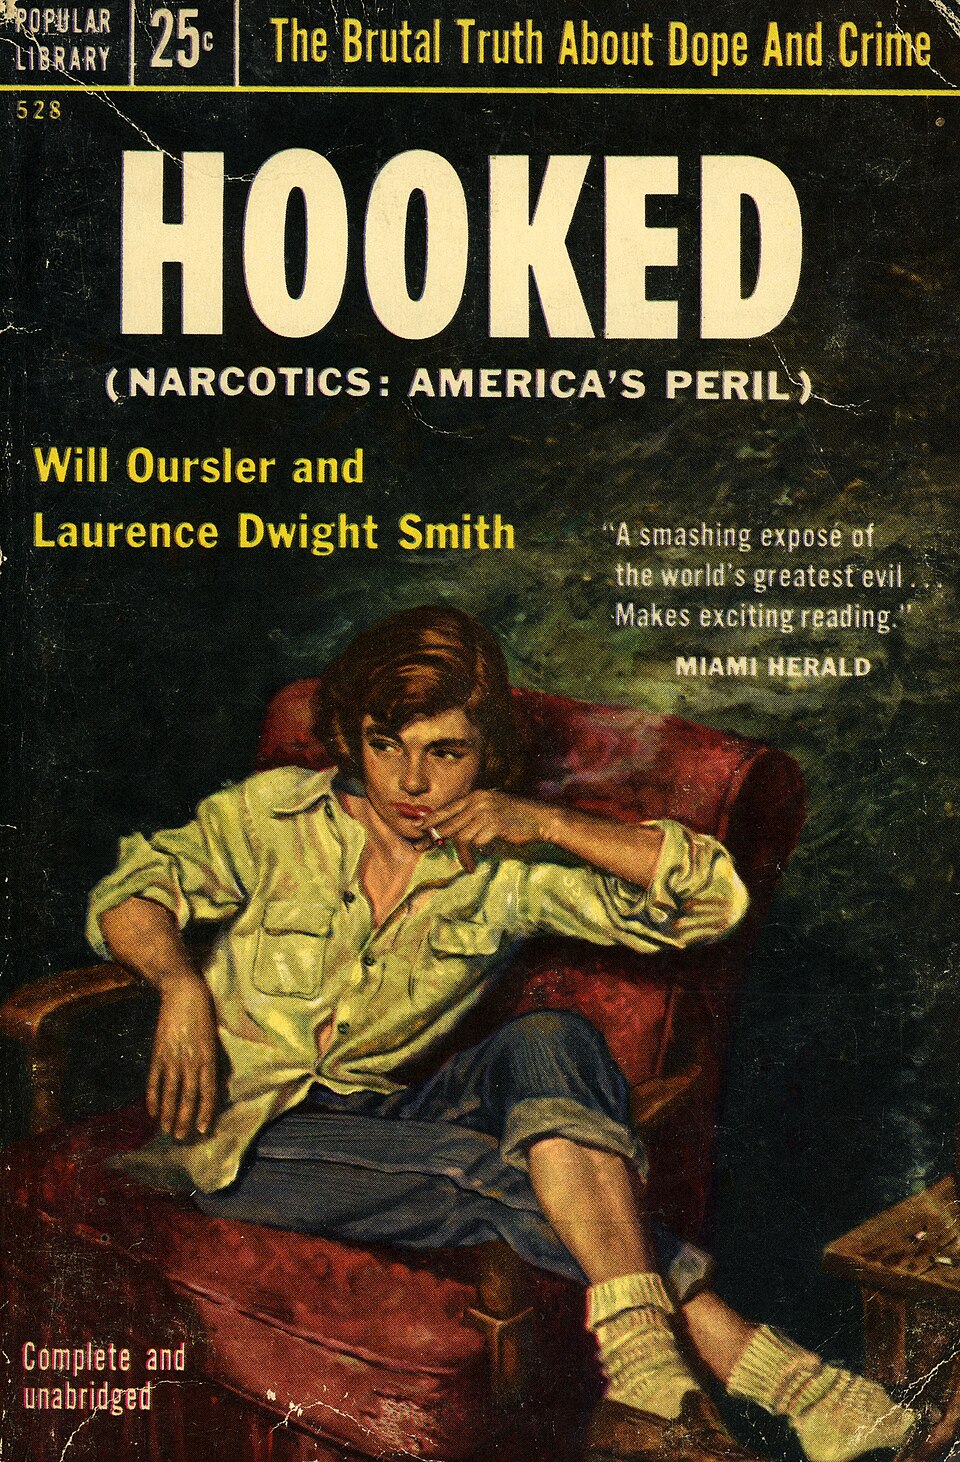 POPULAR
LIBRARY
25c
The Brutal Truth About Dope And Crime
528
HOOKED
(NARCOTICS: AMERICA'S PERIL)
Will Oursler and
Laurence Dwight Smith
"A smashing exposé of
the world's greatest evil . . .
Makes exciting reading."
MIAMI HERALD
Complete and
unabridged